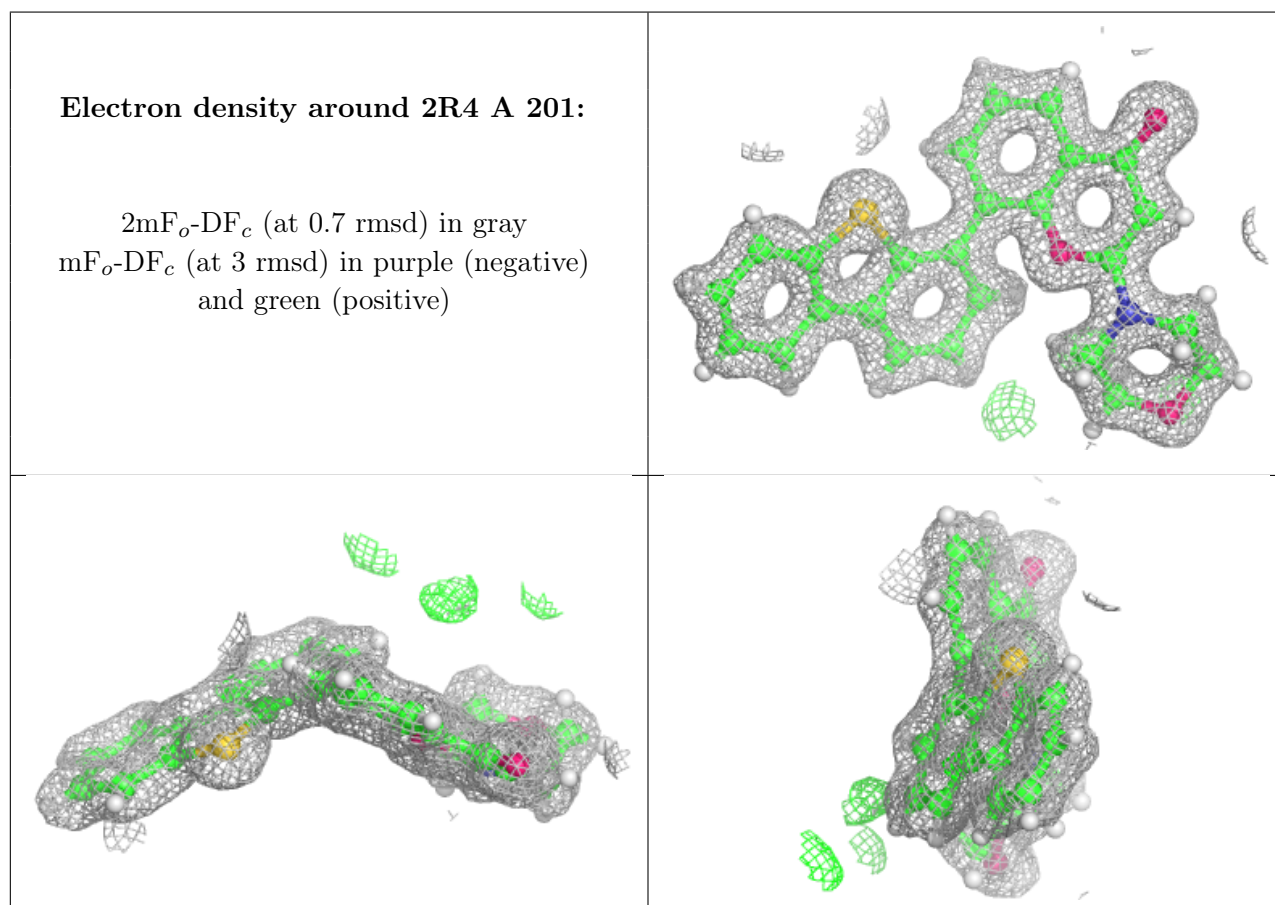 Electron density around 2R4 A 201:
2mFo-DFc (at 0.7 rmsd) in gray
mFo-DFc (at 3 rmsd) in purple (negative)
and green (positive)